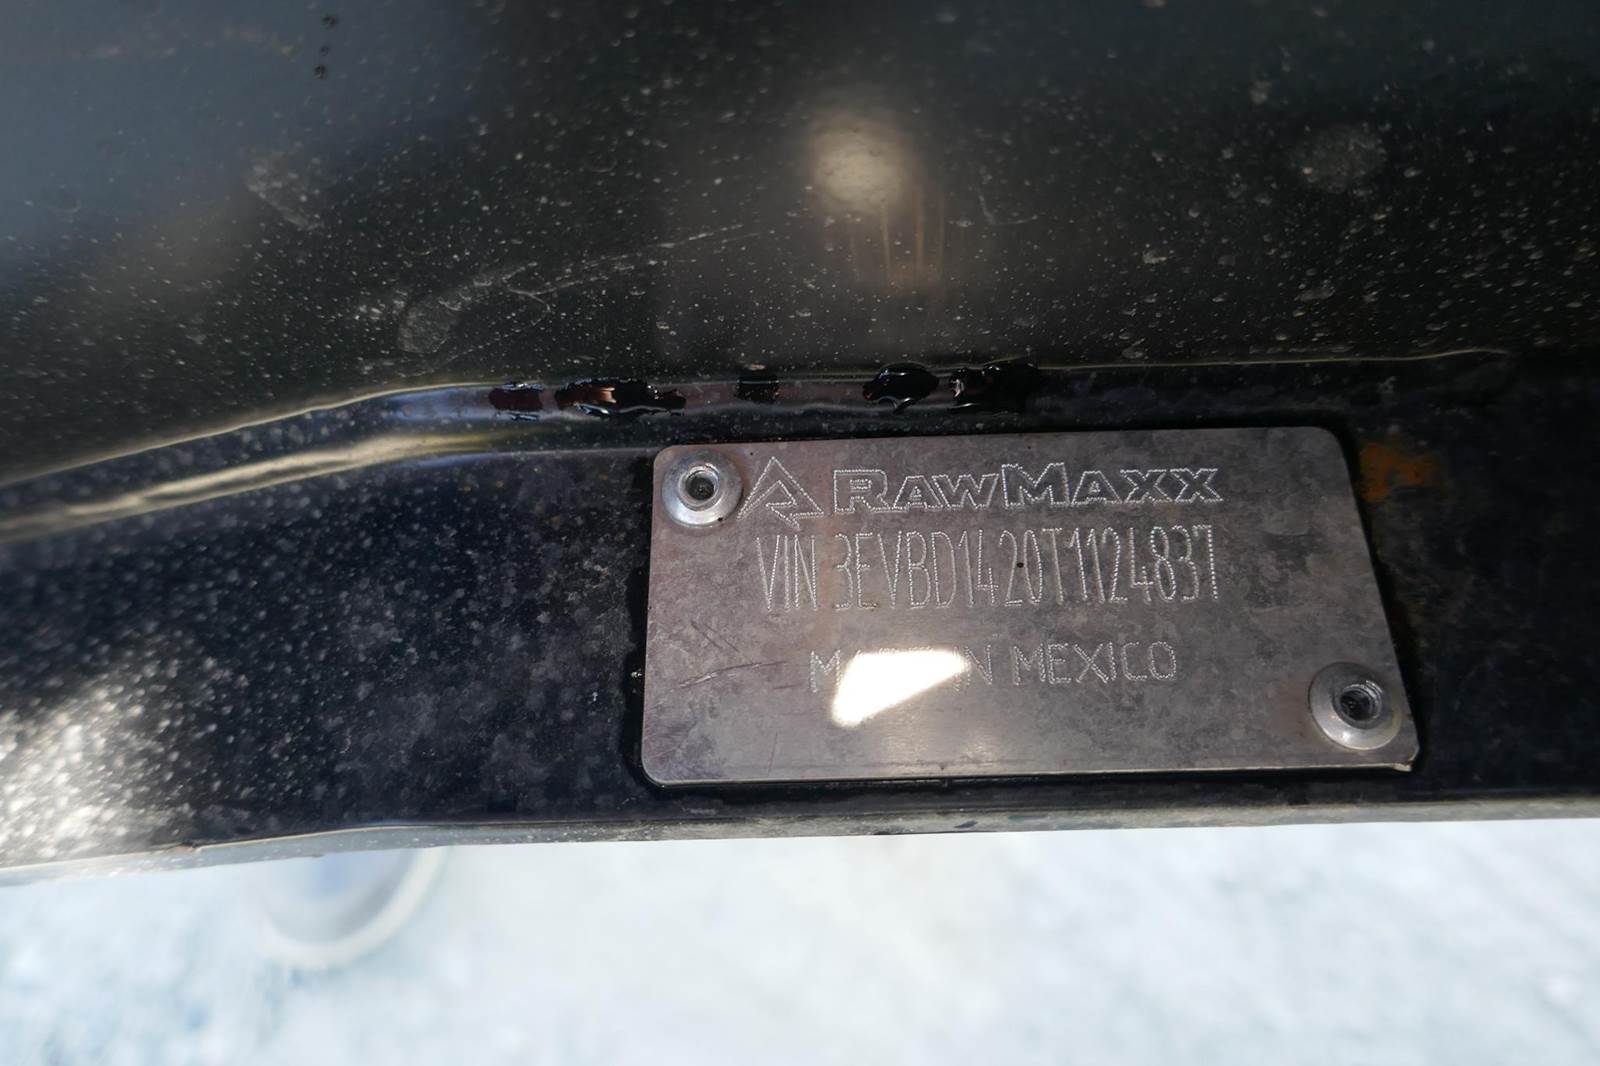 RAWMAXX
VIN 3EVBD1420T1124837
MEXICO